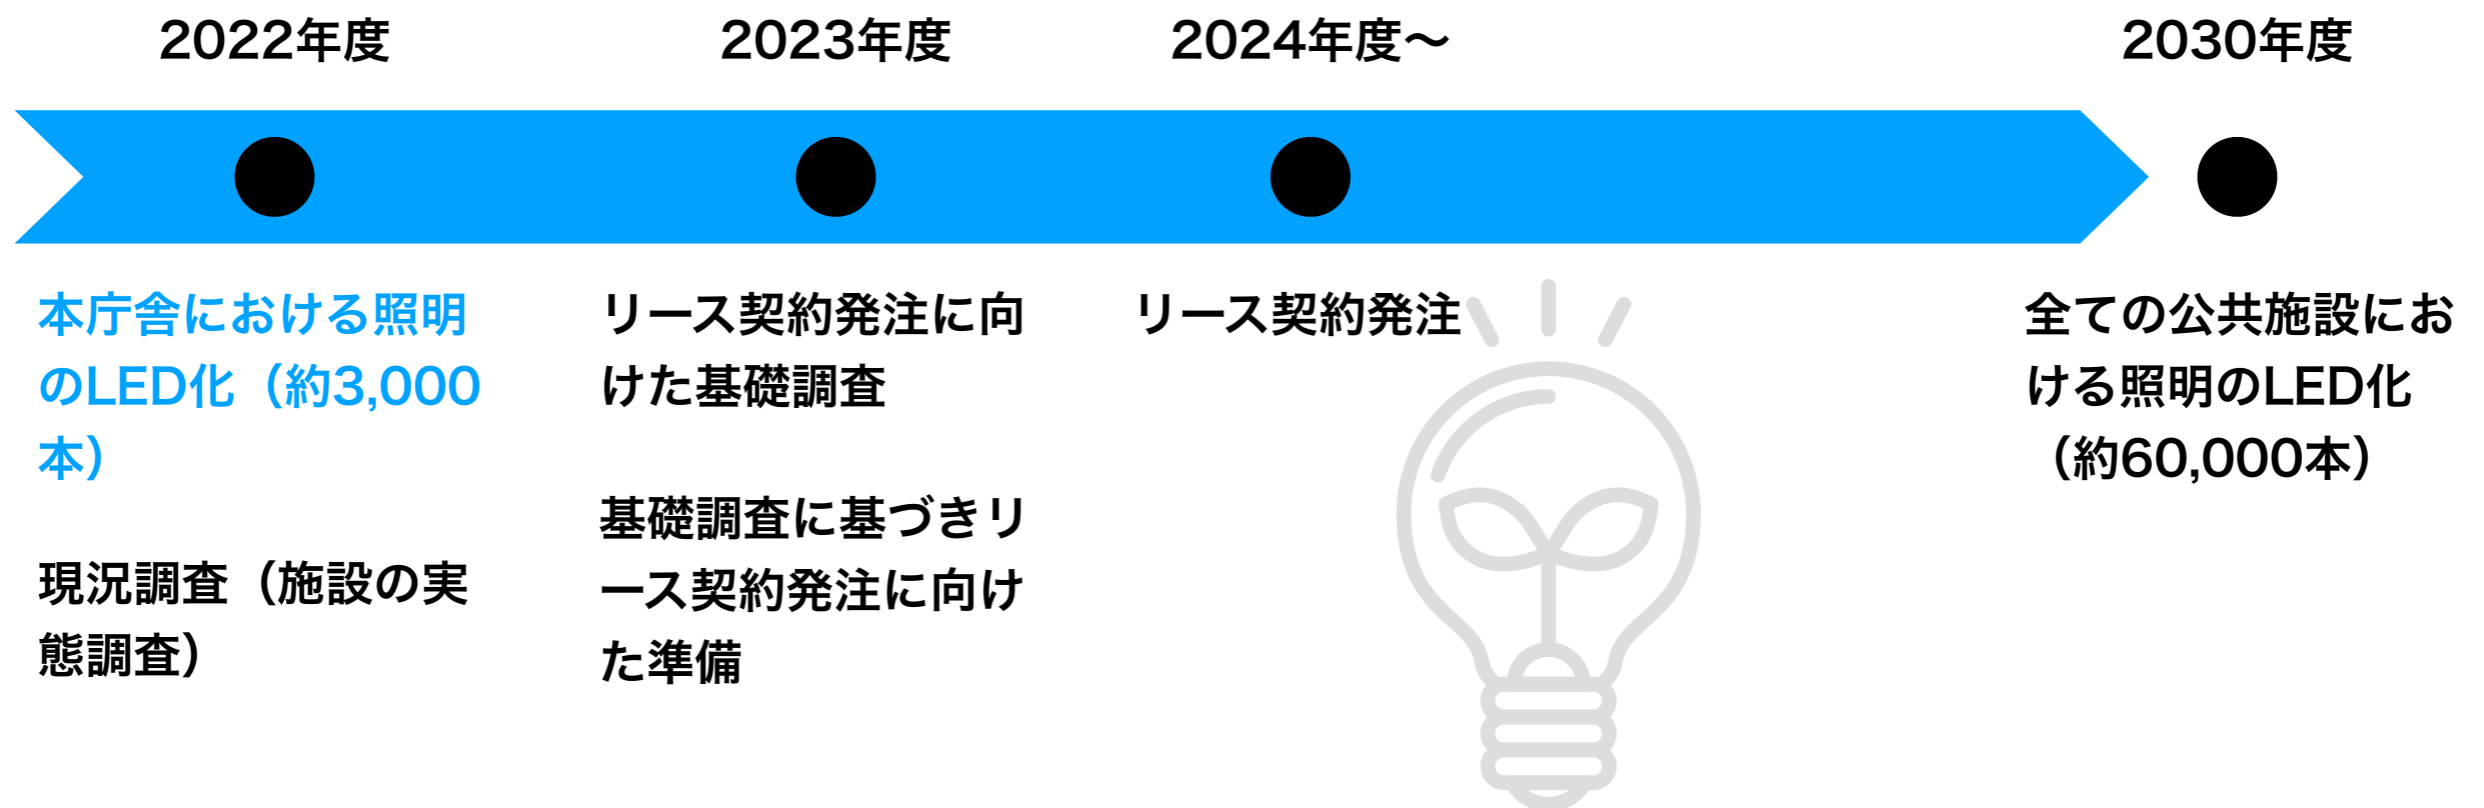 2022年度
2023年度
2024年度～
2030年度
本庁舎における照明
のLED化（約3,000
本）
現況調査（施設の実
態調査）
リース契約発注に向
けた基礎調査
基礎調査に基づきリ
ース契約発注に向け
た準備
リース契約発注
全ての公共施設にお
ける照明のLED化
（約60,000本）